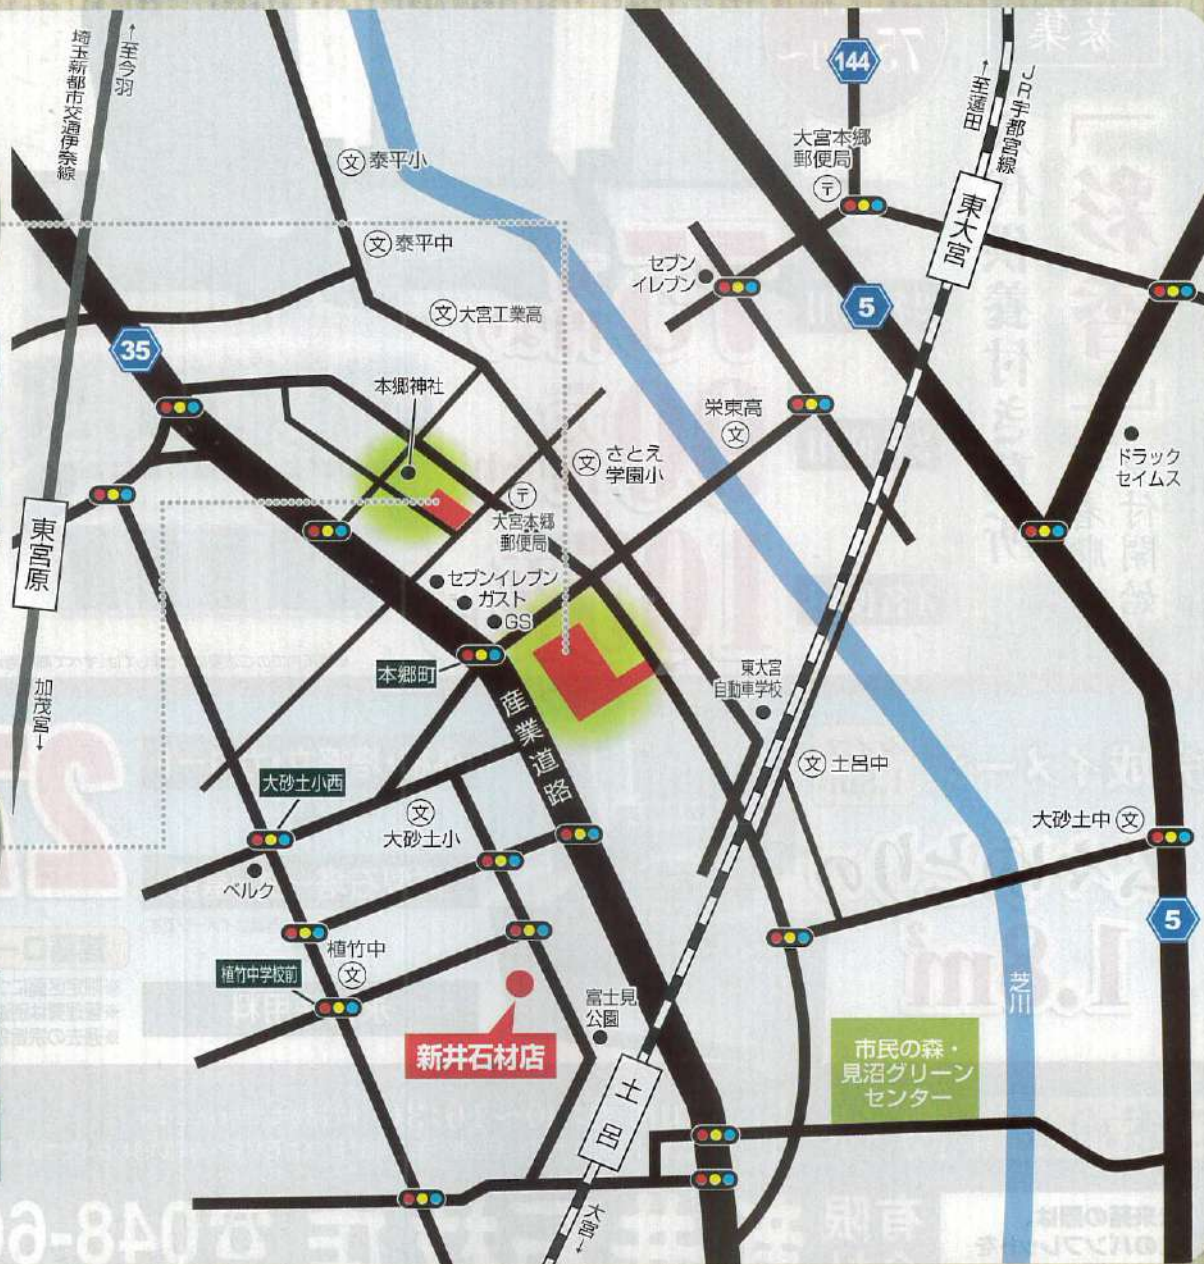 埼玉新都市交通伊奈線
←至今羽
文 泰平小
144
大宮本郷
郵便局
〒
←至蓮田
JR宇都宮線
東大宮
文 泰平中
セブン
イレブン
5
文 大宮工業高
35
本郷神社
栄東高
文
文 さとえ
学園小
ドラック
セイムス
〒
大宮本郷
郵便局
東宮原
セブンイレブン
ガスト
GS
本郷町
加茂宮→
産業道路
東大宮
自動車学校
文 土呂中
大砂土小西
文
大砂土小
大砂土中 文
ベルク
植竹中
文
植竹中学校前
5
芝川
富士見
公園
新井石材店
市民の森・
見沼グリーン
センター
土呂
大宮→